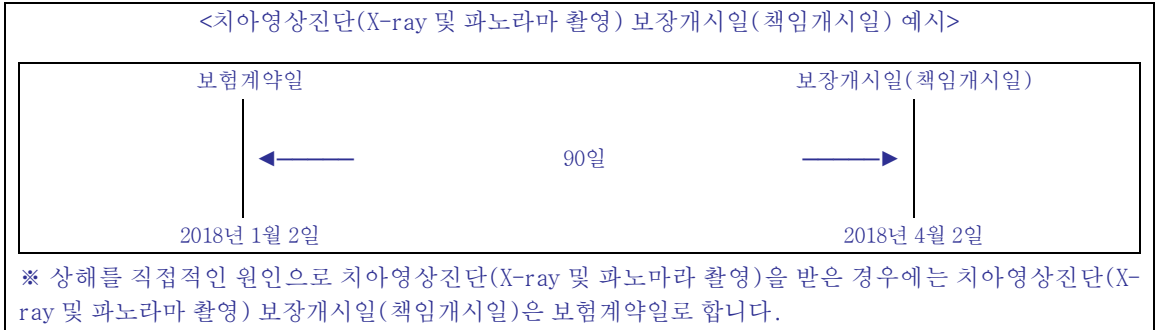 <치아영상진단(X-ray 및 파노라마 촬영) 보장개시일(책임개시일) 예시>
보험계약일 보장개시일(책임개시일)
90일
2018년 1월 2일 2018년 4월 2일
※ 상해를 직접적인 원인으로 치아영상진단(X-ray 및 파노마라 촬영)을 받은 경우에는 치아영상진단(X-
ray 및 파노라마 촬영) 보장개시일(책임개시일)은 보험계약일로 합니다.